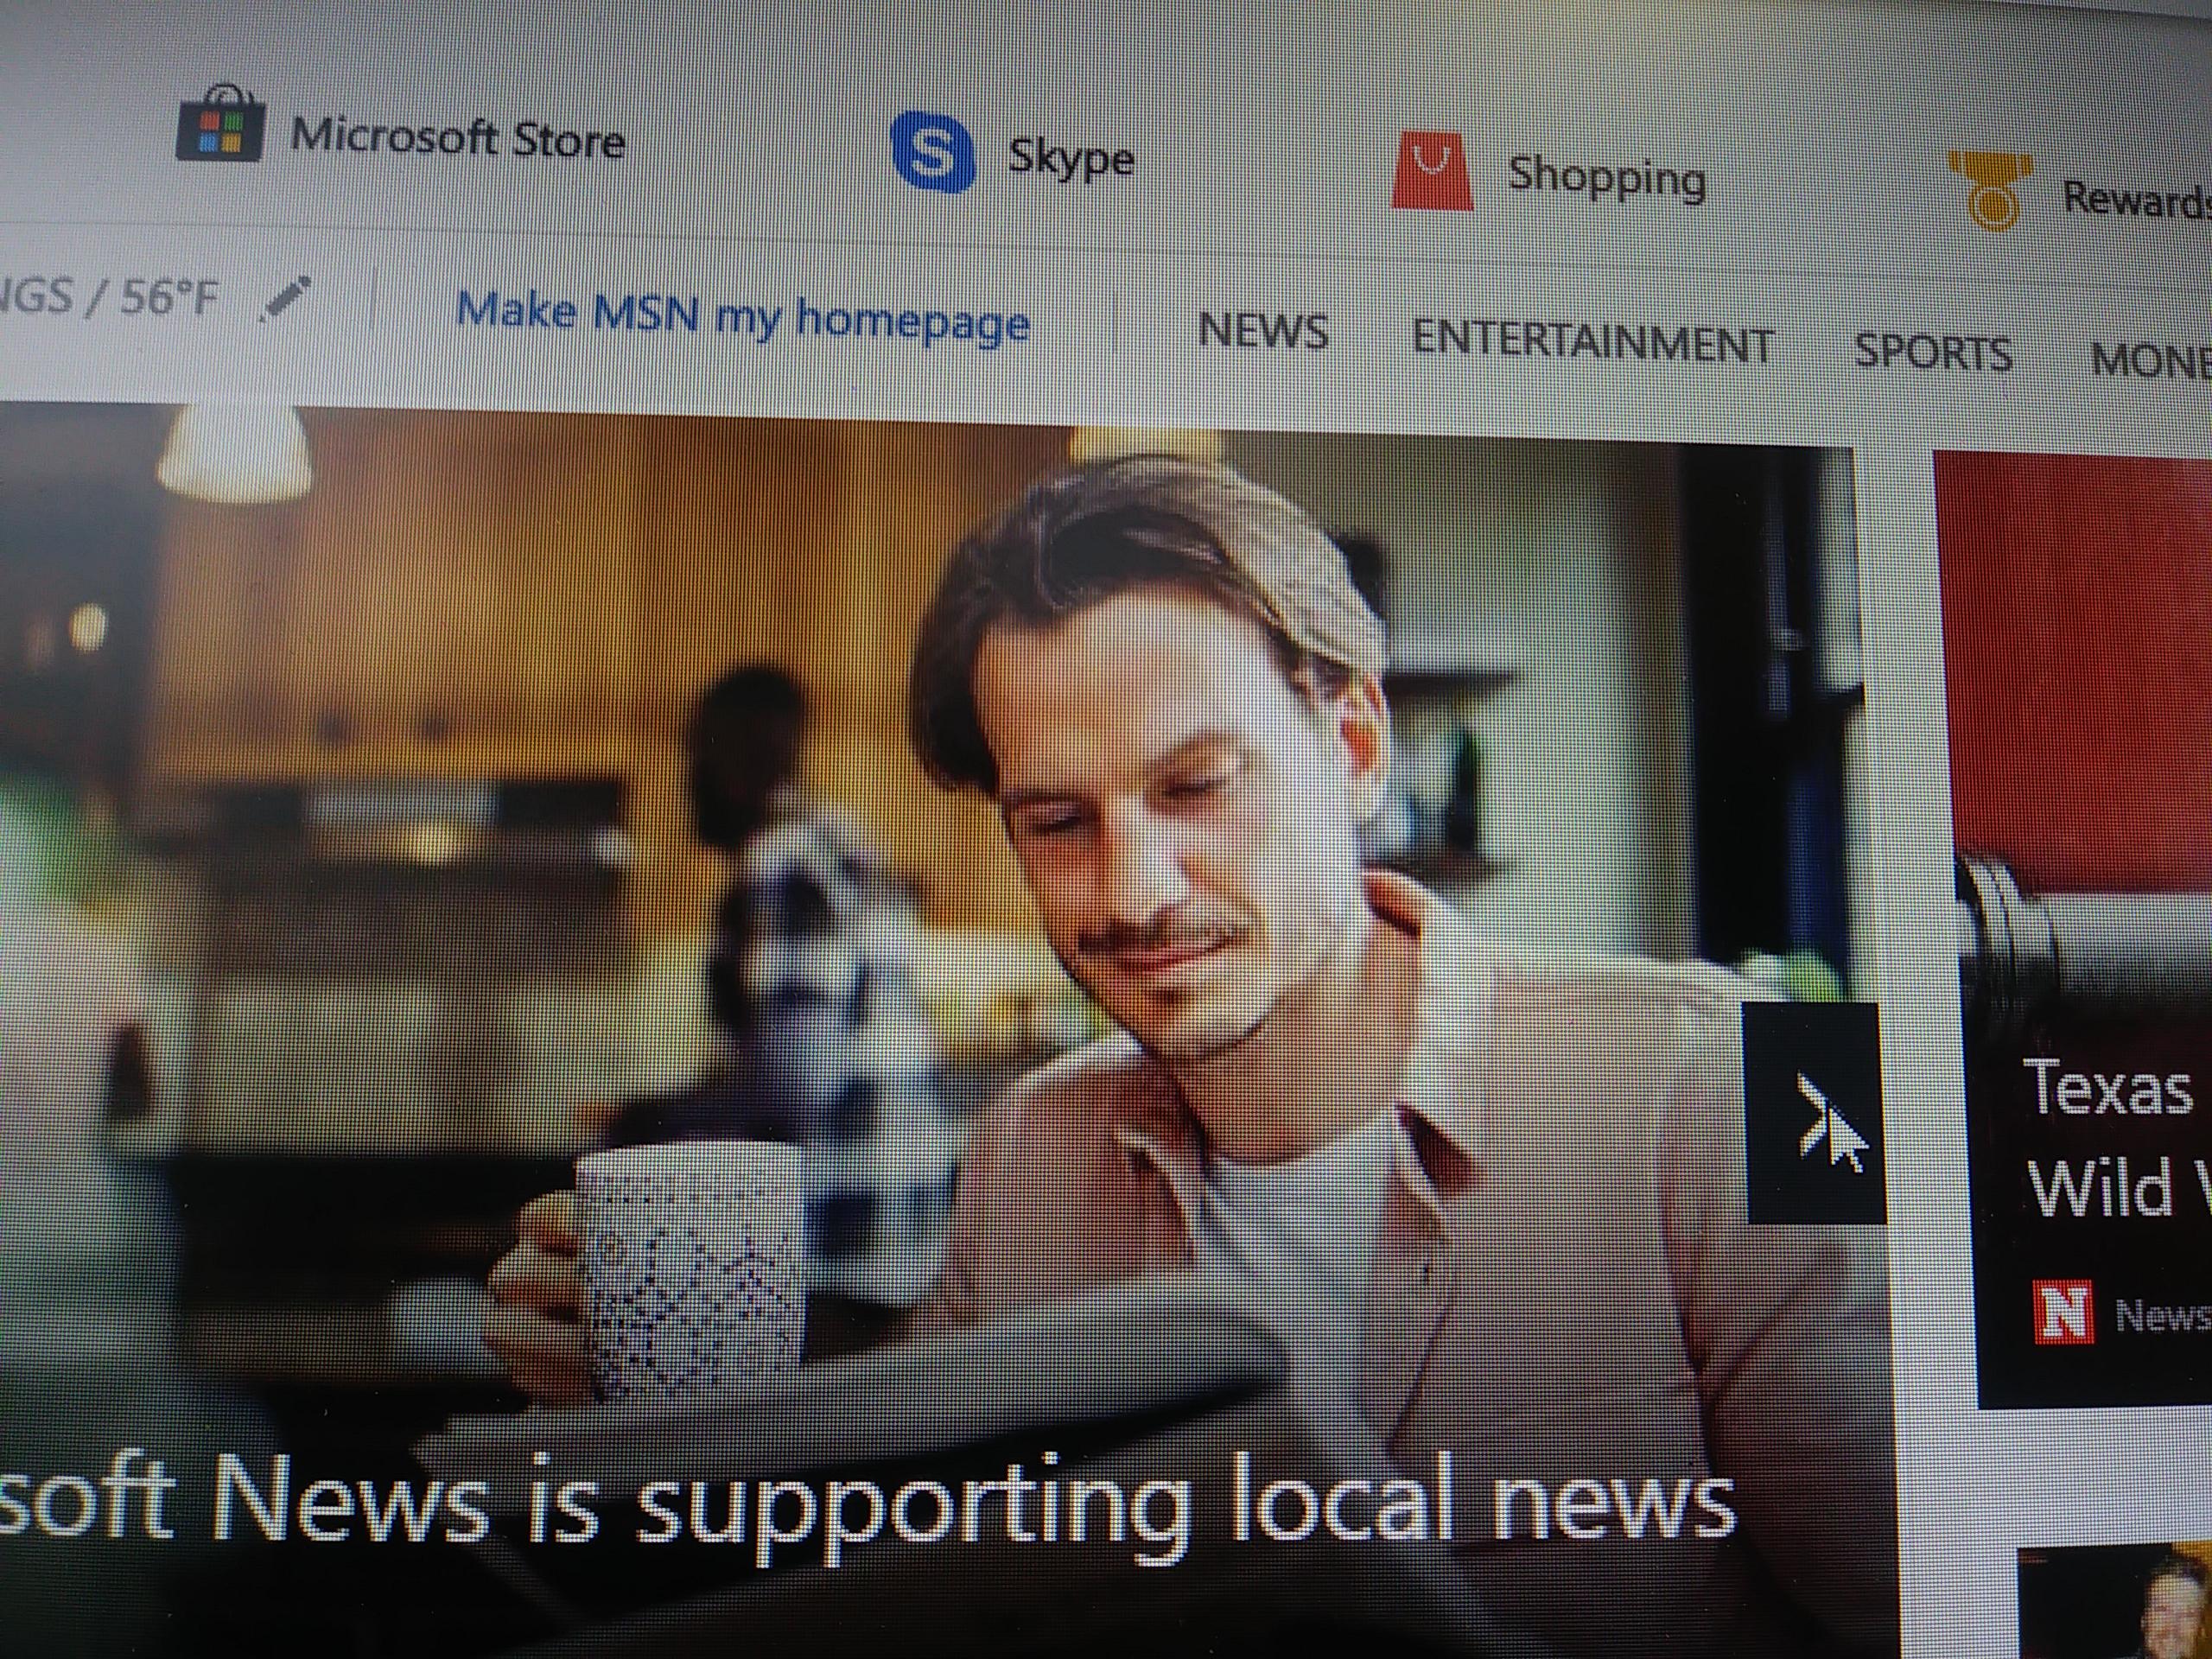 Microsoft Store
Skype
Shopping
Rewards
NGS / 56°F
Make MSN my homepage
NEWS
ENTERTAINMENT
SPORTS
MONE
Texas
Wild
N News
soft News is supporting local news